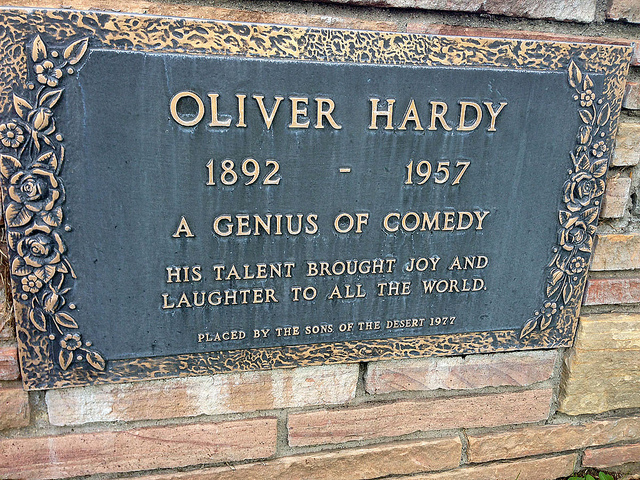 OLIVER HARDY
1892 - 1957
A GENIUS OF COMEDY
HIS TALENT BROUGHT JOY AND
LAUGHTER TO ALL THE WORLD.
PLACED BY THE SONS OF THE DESERT 1977